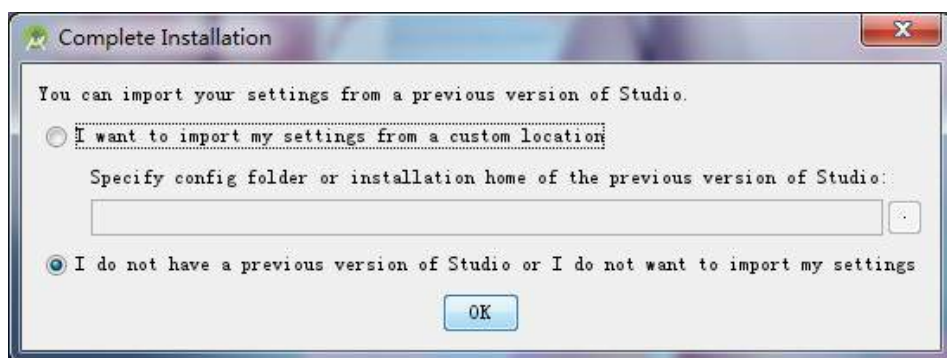 Complete Installation
You can import your settings from a previous version of Studio.
I want to import my settings from a custom location
Specify config folder or installation home of the previous version of Studio:
.
I do not have a previous version of Studio or I do not want to import my settings
OK